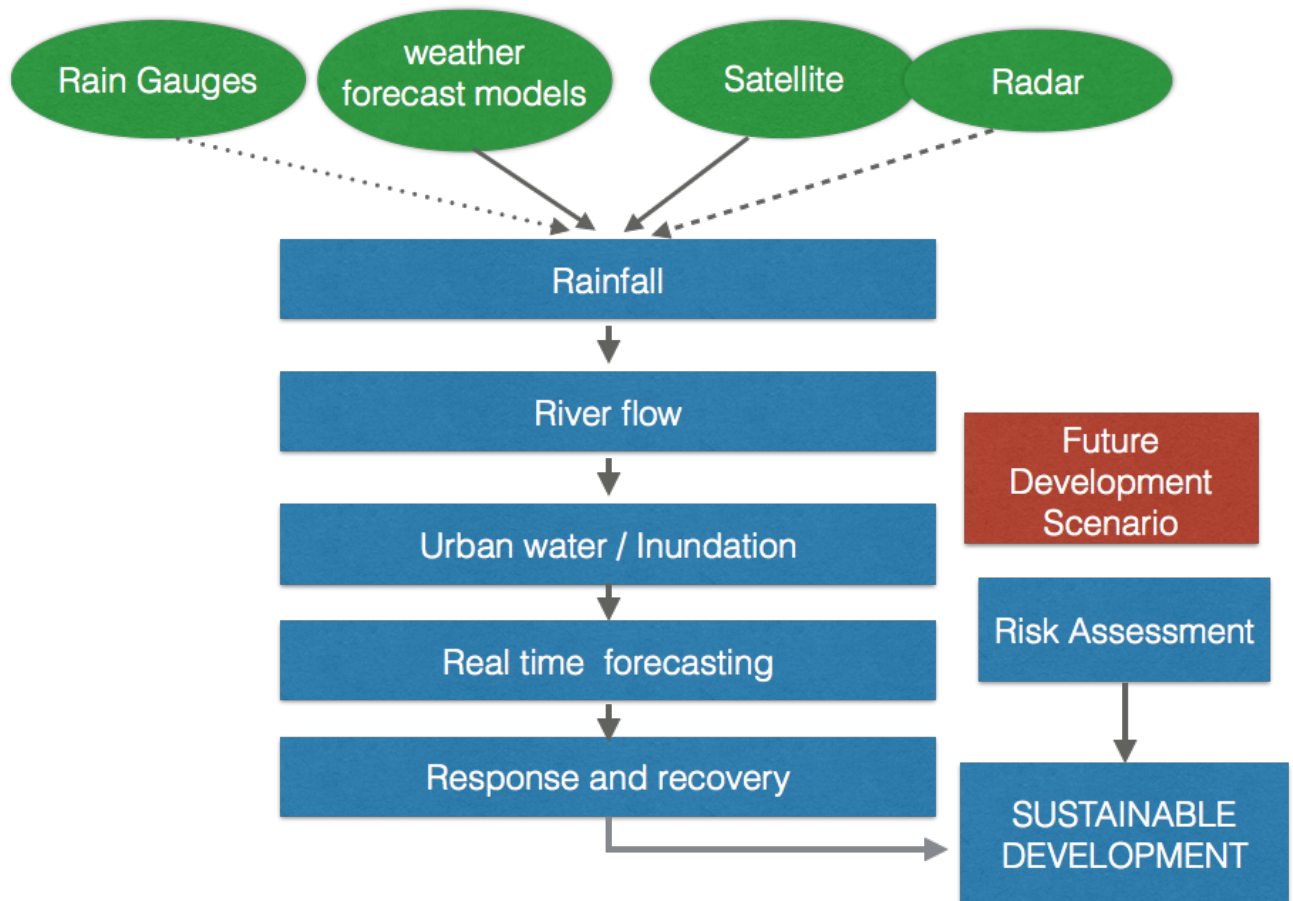 Rain Gauges
weather
forecast models
Satellite
Radar
Rainfall
River flow
Future
Development
Scenario
Urban water / Inundation
Risk Assessment
Real time  forecasting
Response and recovery
SUSTAINABLE
DEVELOPMENT